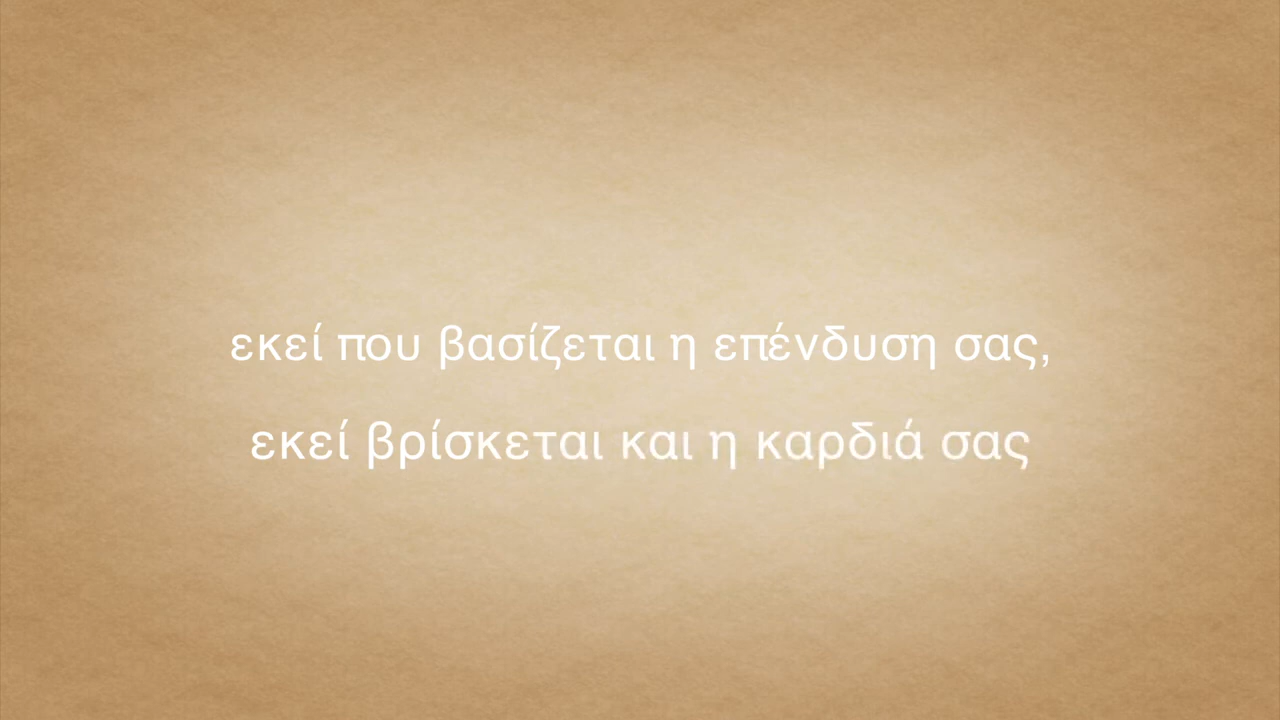 εκεί που βασίζεται η επένδυση σας,
εκεί βρίσκεται και η καρδιά σας